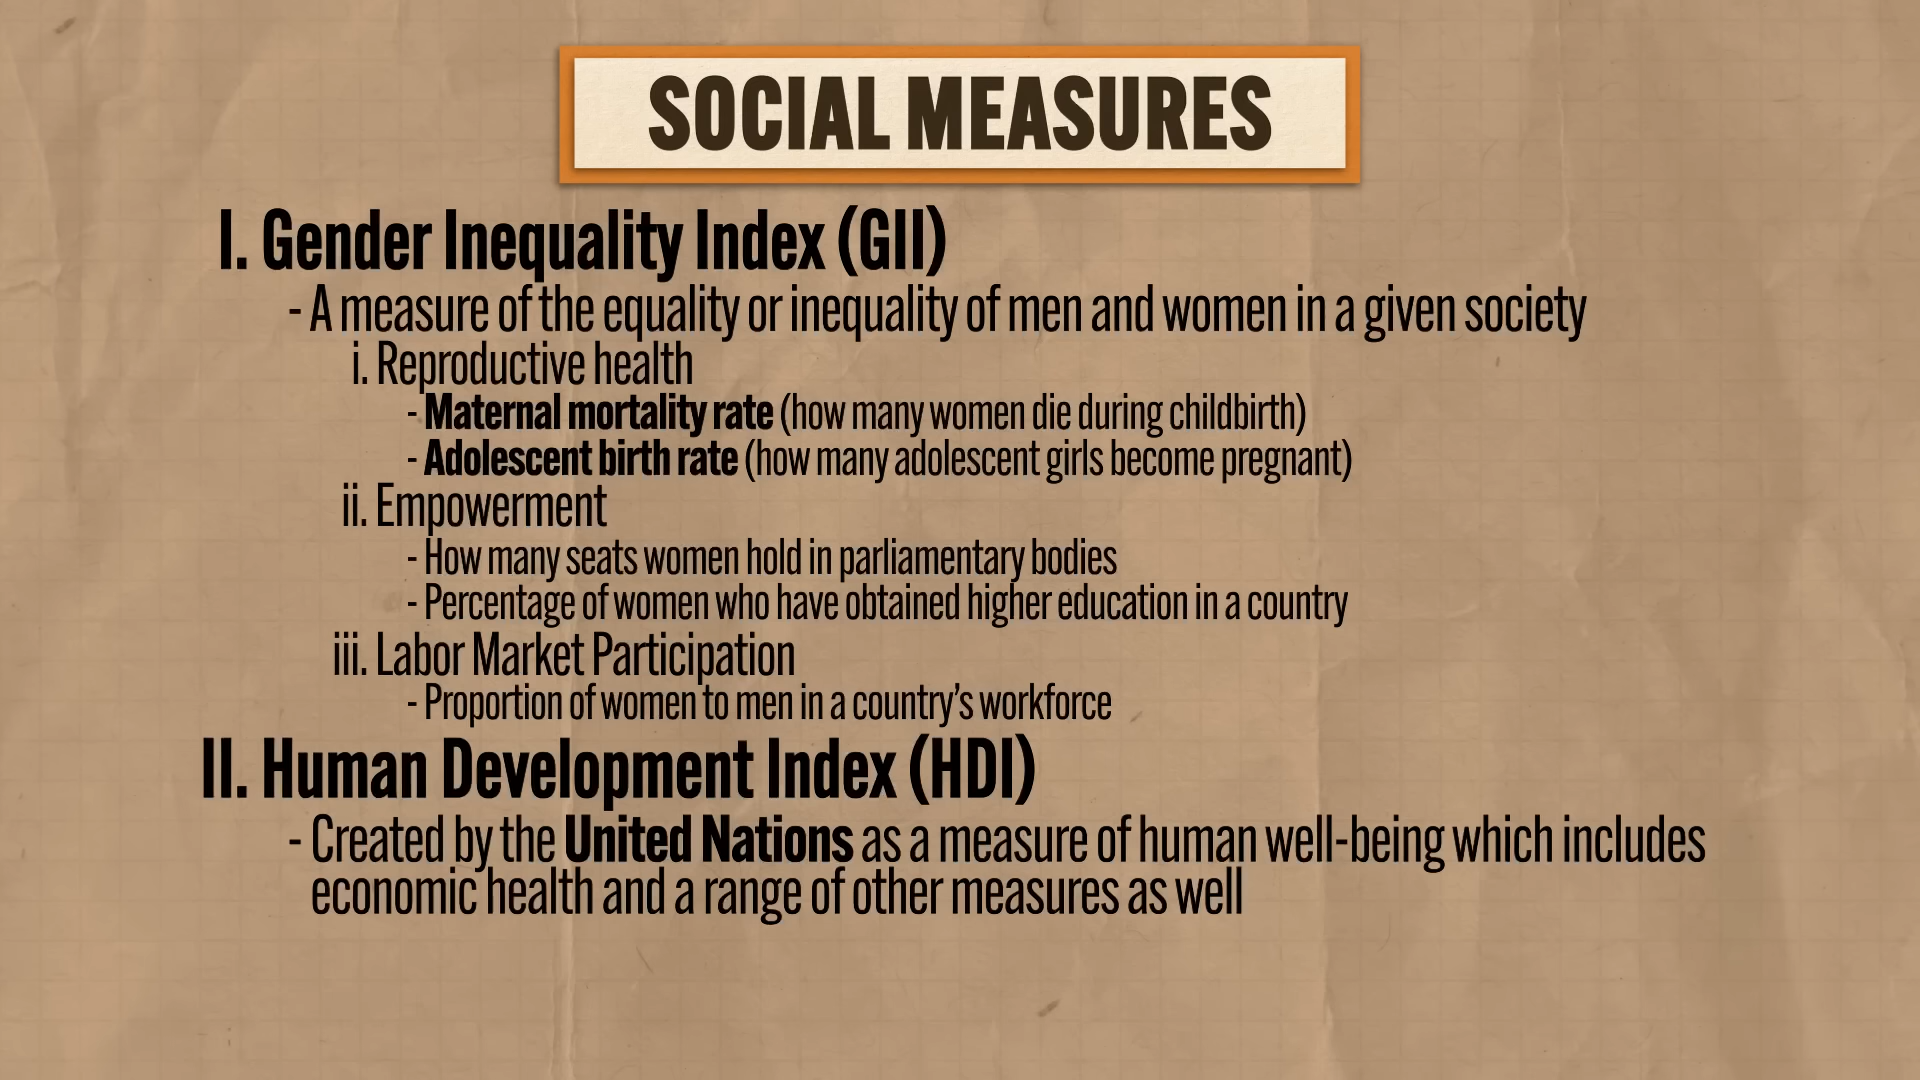 SOCIAL MEASURES
I. Gender Inequality Index (GII)
- A measure of the equality or inequality of men and women in a given society
i. Reproductive health
- Maternal mortality rate (how many women die during childbirth)
- Adolescent birth rate (how many adolescent girls become pregnant)
ii. Empowerment
- How many seats women hold in parliamentary bodies
- Percentage of women who have obtained higher education in a country
iii. Labor Market Participation
- Proportion of women to men in a country’s workforce
II. Human Development Index (HDI)
- Created by the United Nations as a measure of human well-being which includes
economic health and a range of other measures as well